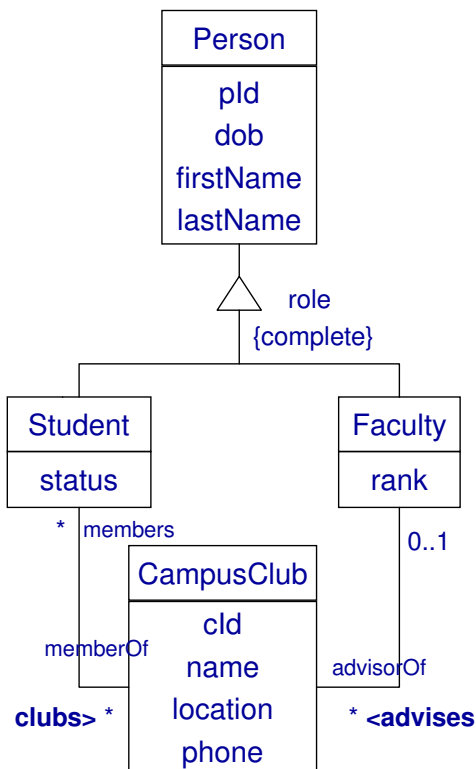 Person
pId
dob
firstName
lastName
role
{complete}
Student
status
Faculty
rank
* members
0..1
CampusClub
cId
name
location
phone
memberOf
advisorOf
clubs> *
* <advises